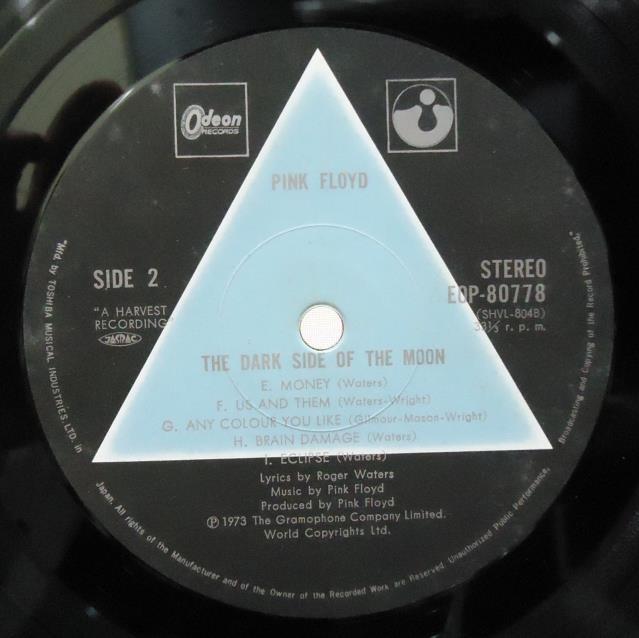 Odeon
RECORDS
PINK FLOYD
SIDE 2
STEREO
EOP-80778
"A HARVEST
RECORDING"
JASRAC
(SHVL-804B)
33⅓ r. p. m.
THE DARK SIDE OF THE MOON
E. MONEY (Waters)
F. US AND THEM (Waters-Wright)
G. ANY COLOUR YOU LIKE (Gilmour-Mason-Wright)
H. BRAIN DAMAGE (Waters)
I. ECLIPSE (Waters)
Lyrics by Roger Waters
Music by Pink Floyd
Produced by Pink Floyd
Ⓟ 1973 The Gramophone Company Limited.
World Copyrights Ltd.
"Mfd. by TOSHIBA MUSICAL INDUSTRIES LTD. in Japan. All rights of the Manufacturer and of the Owner of the Recorded Work are Reserved. Unauthorized Public Performance, Broadcasting and Copying of the Record Prohibited."